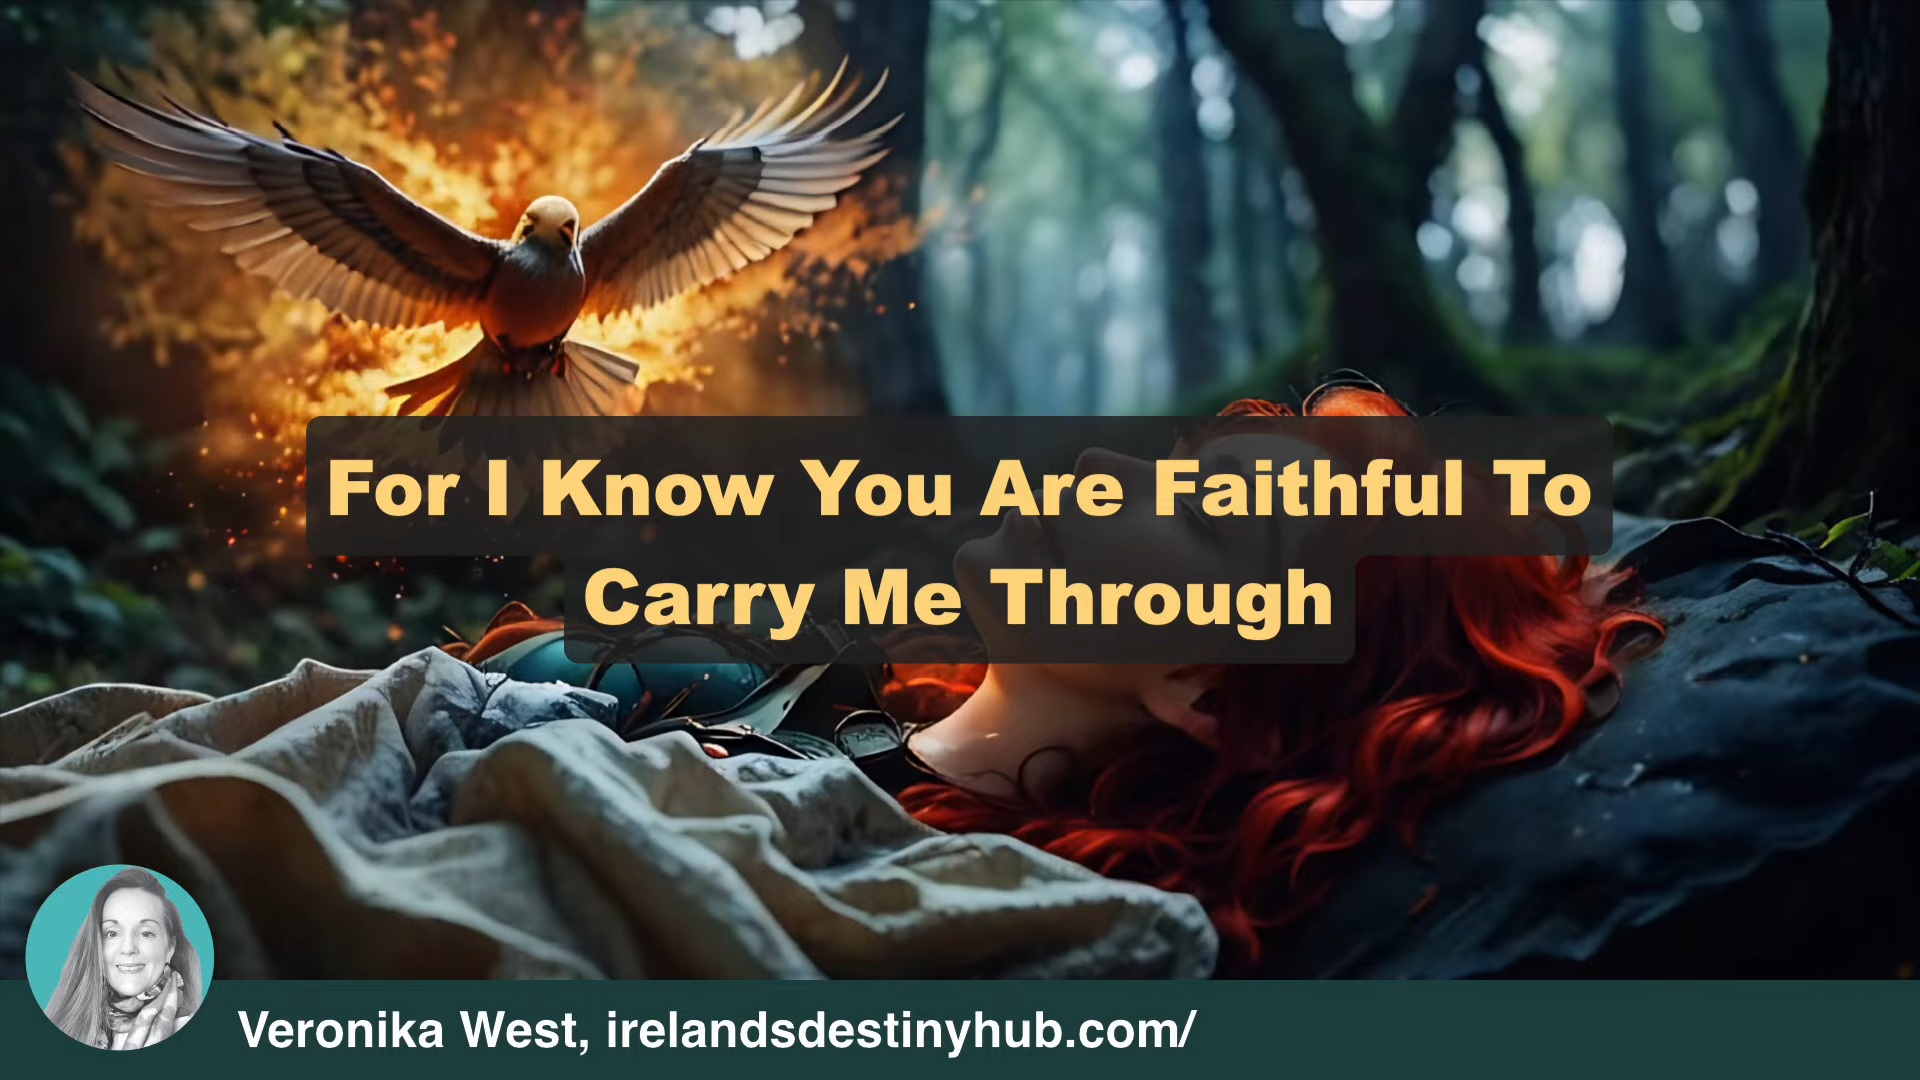 For I Know You Are Faithful To
Carry Me Through
Veronika West, irelandsdestinyhub.com/